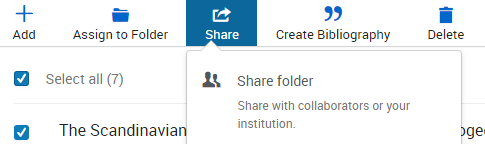 Add Assign to Folder Share Create Bibliography Delete
Select all (7)
Share folder
Share with collaborators or your
institution.
The Scandinavian